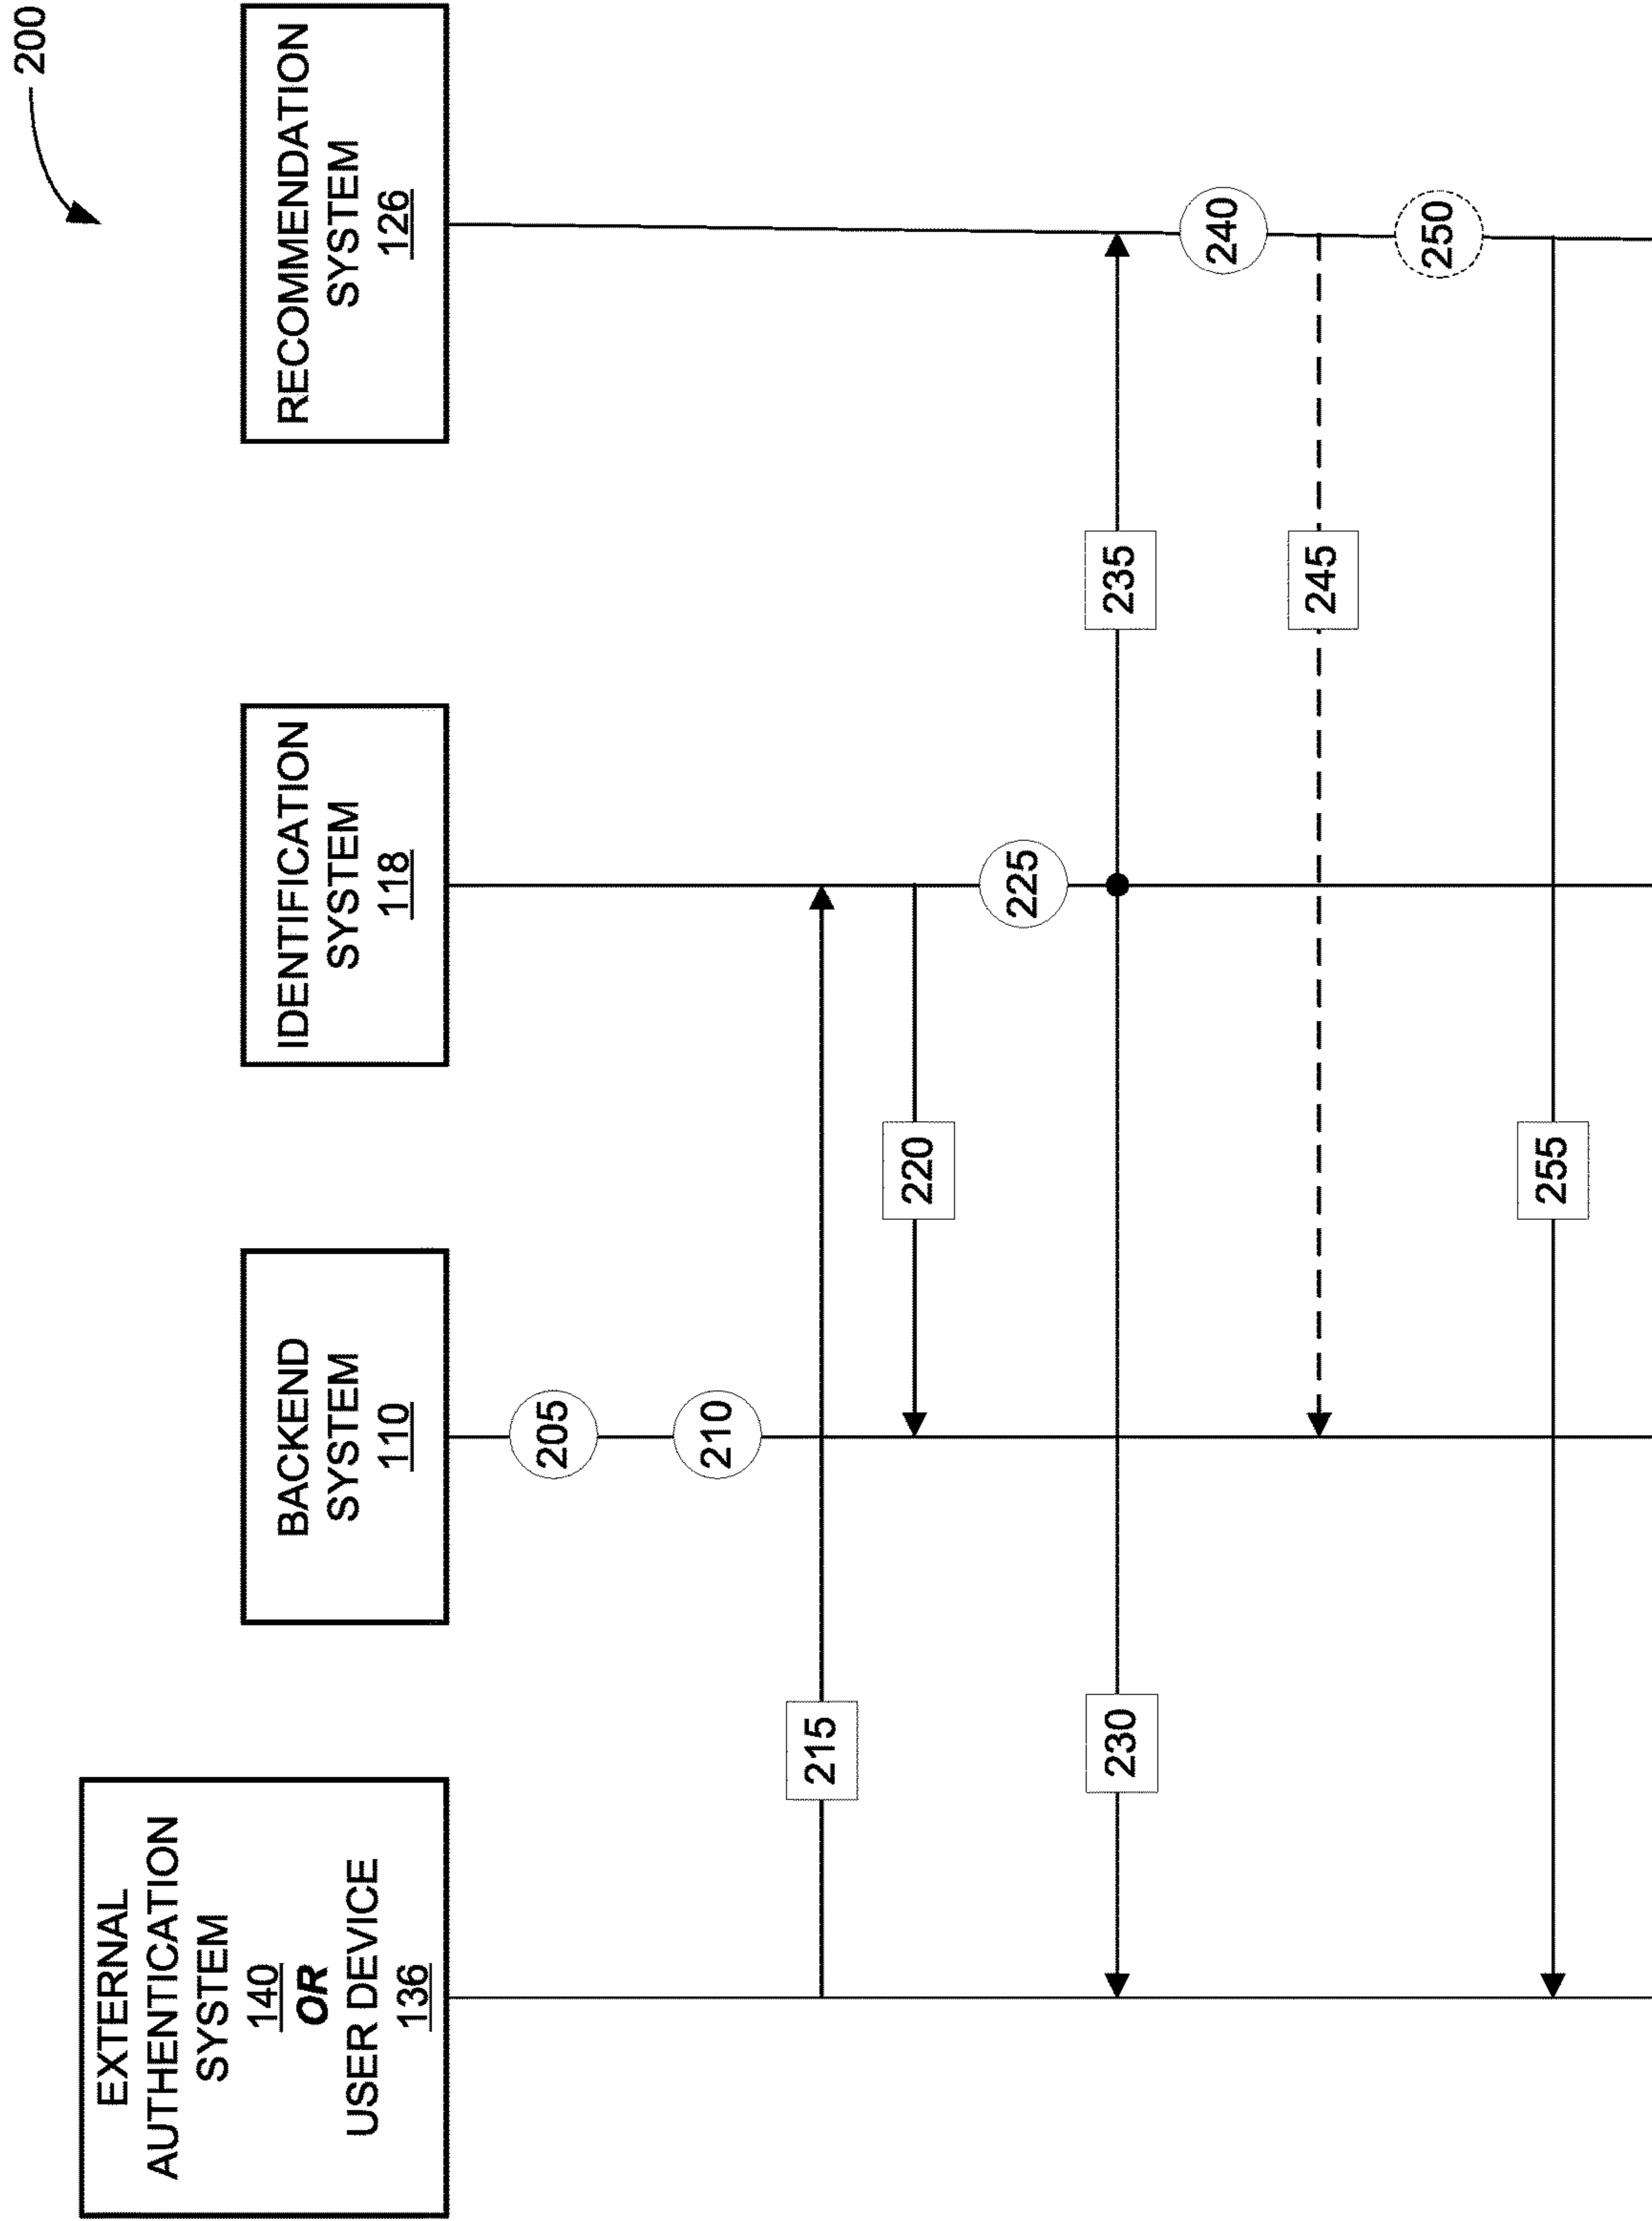 200
EXTERNAL
AUTHENTICATION
SYSTEM
140
OR
USER DEVICE
136
BACKEND
SYSTEM
110
IDENTIFICATION
SYSTEM
118
RECOMMENDATION
SYSTEM
126
205
210
215
220
225
230
235
240
245
250
255